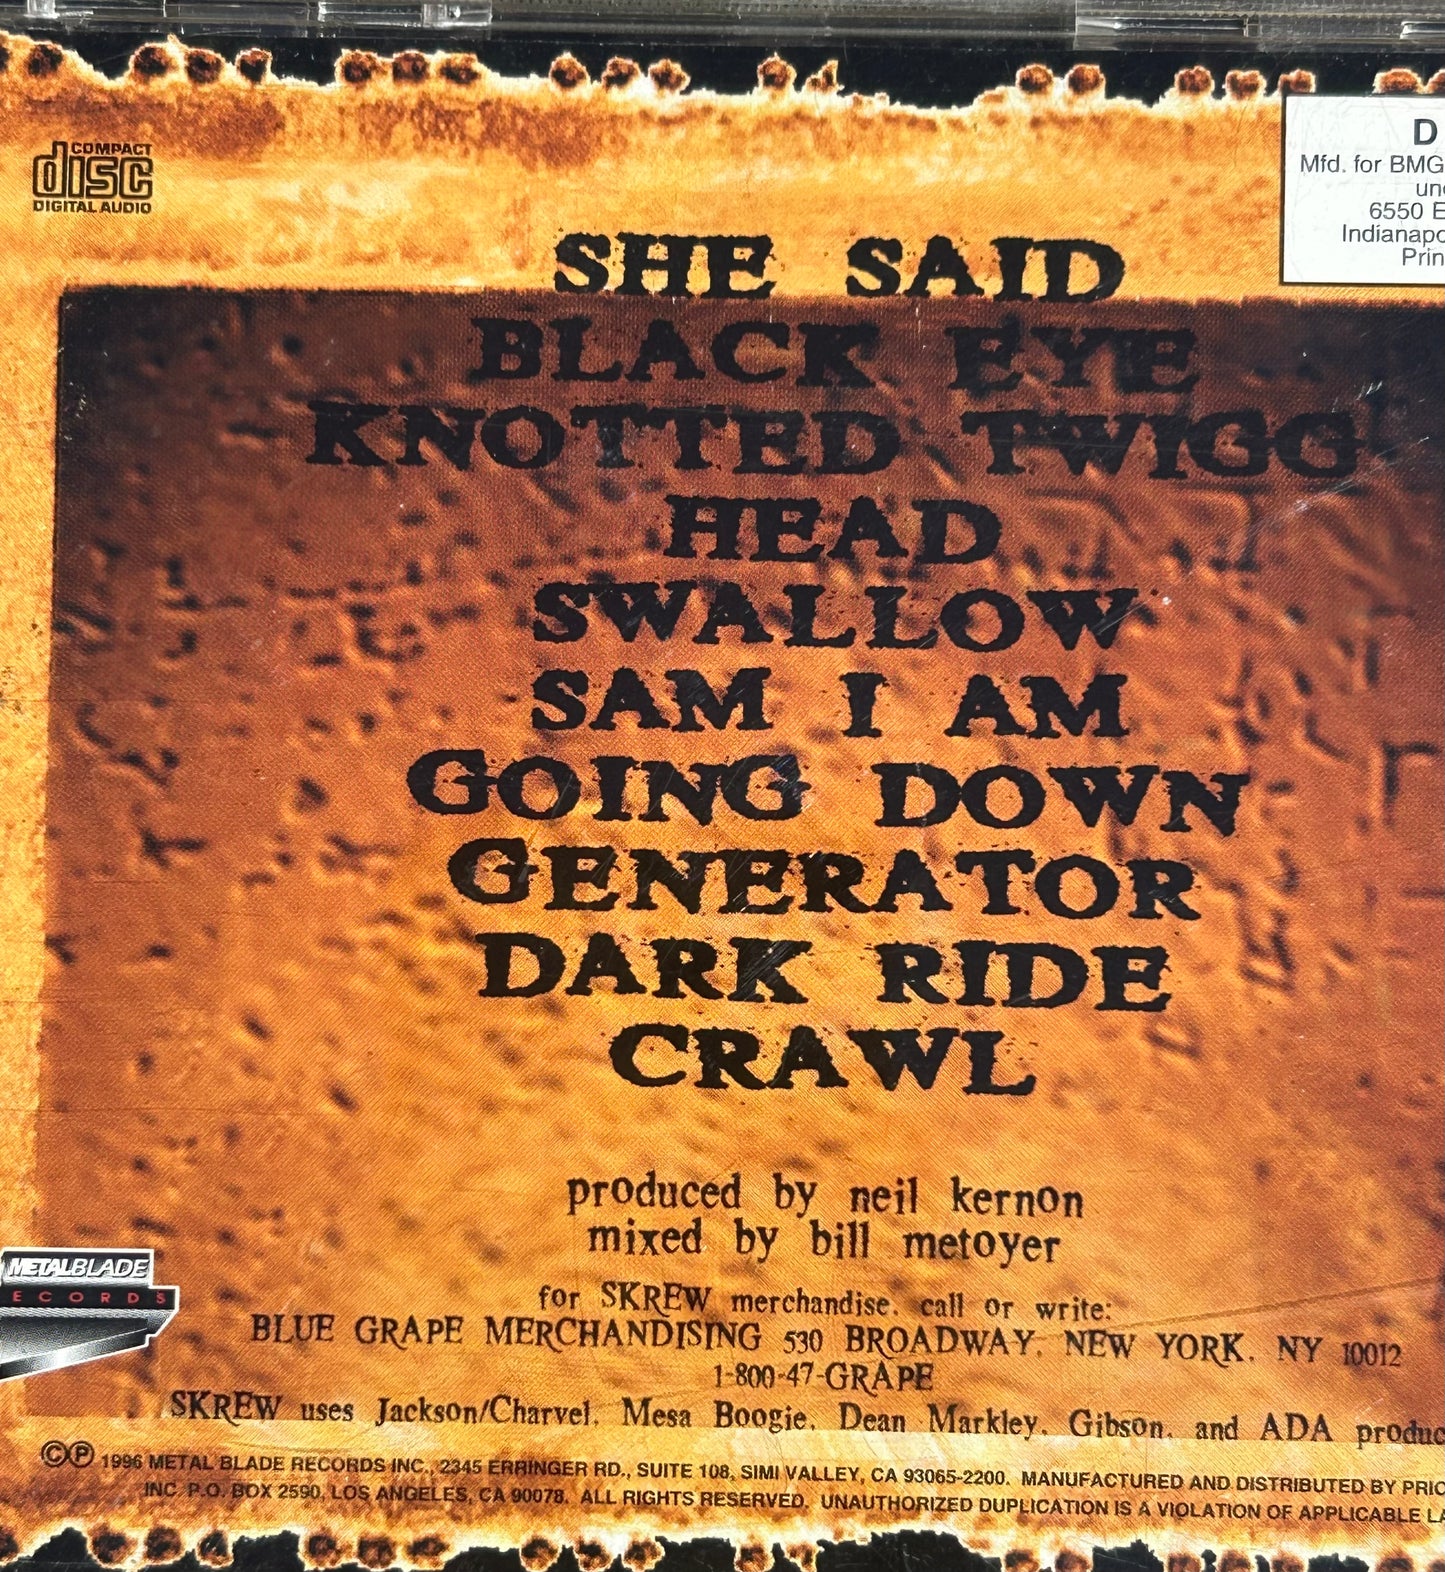 COMPACT
disc
DIGITAL AUDIO
D
Mfd. for BMG
6550 E
SHE SAID
BLACK EYE
KNOTTED TWIGG
HEAD
SWALLOW
SAM I AM
GOING DOWN
GENERATOR
DARK RIDE
CRAWL
produced by neil kernon
mixed by bill metoyer
METALBLADE
ECORDS
for SKREW merchandise. call or write:
BLUE GRAPE MERCHANDISING 530 BROADWAY. NEW YORK. NY 10012
1-800-47-GRAPE
SKREW uses Jackson/Charvel. Mesa Boogie. Dean Markley. Gibson. and ADA produc
©℗ 1996 METAL BLADE RECORDS INC., 2345 ERRINGER RD., SUITE 108, SIMI VALLEY, CA 93065-2200. MANUFACTURED AND DISTRIBUTED BY PRIO
INC P.O. BOX 2590, LOS ANGELES, CA 90078. ALL RIGHTS RESERVED. UNAUTHORIZED DUPLICATION IS A VIOLATION OF APPLICABLE LA